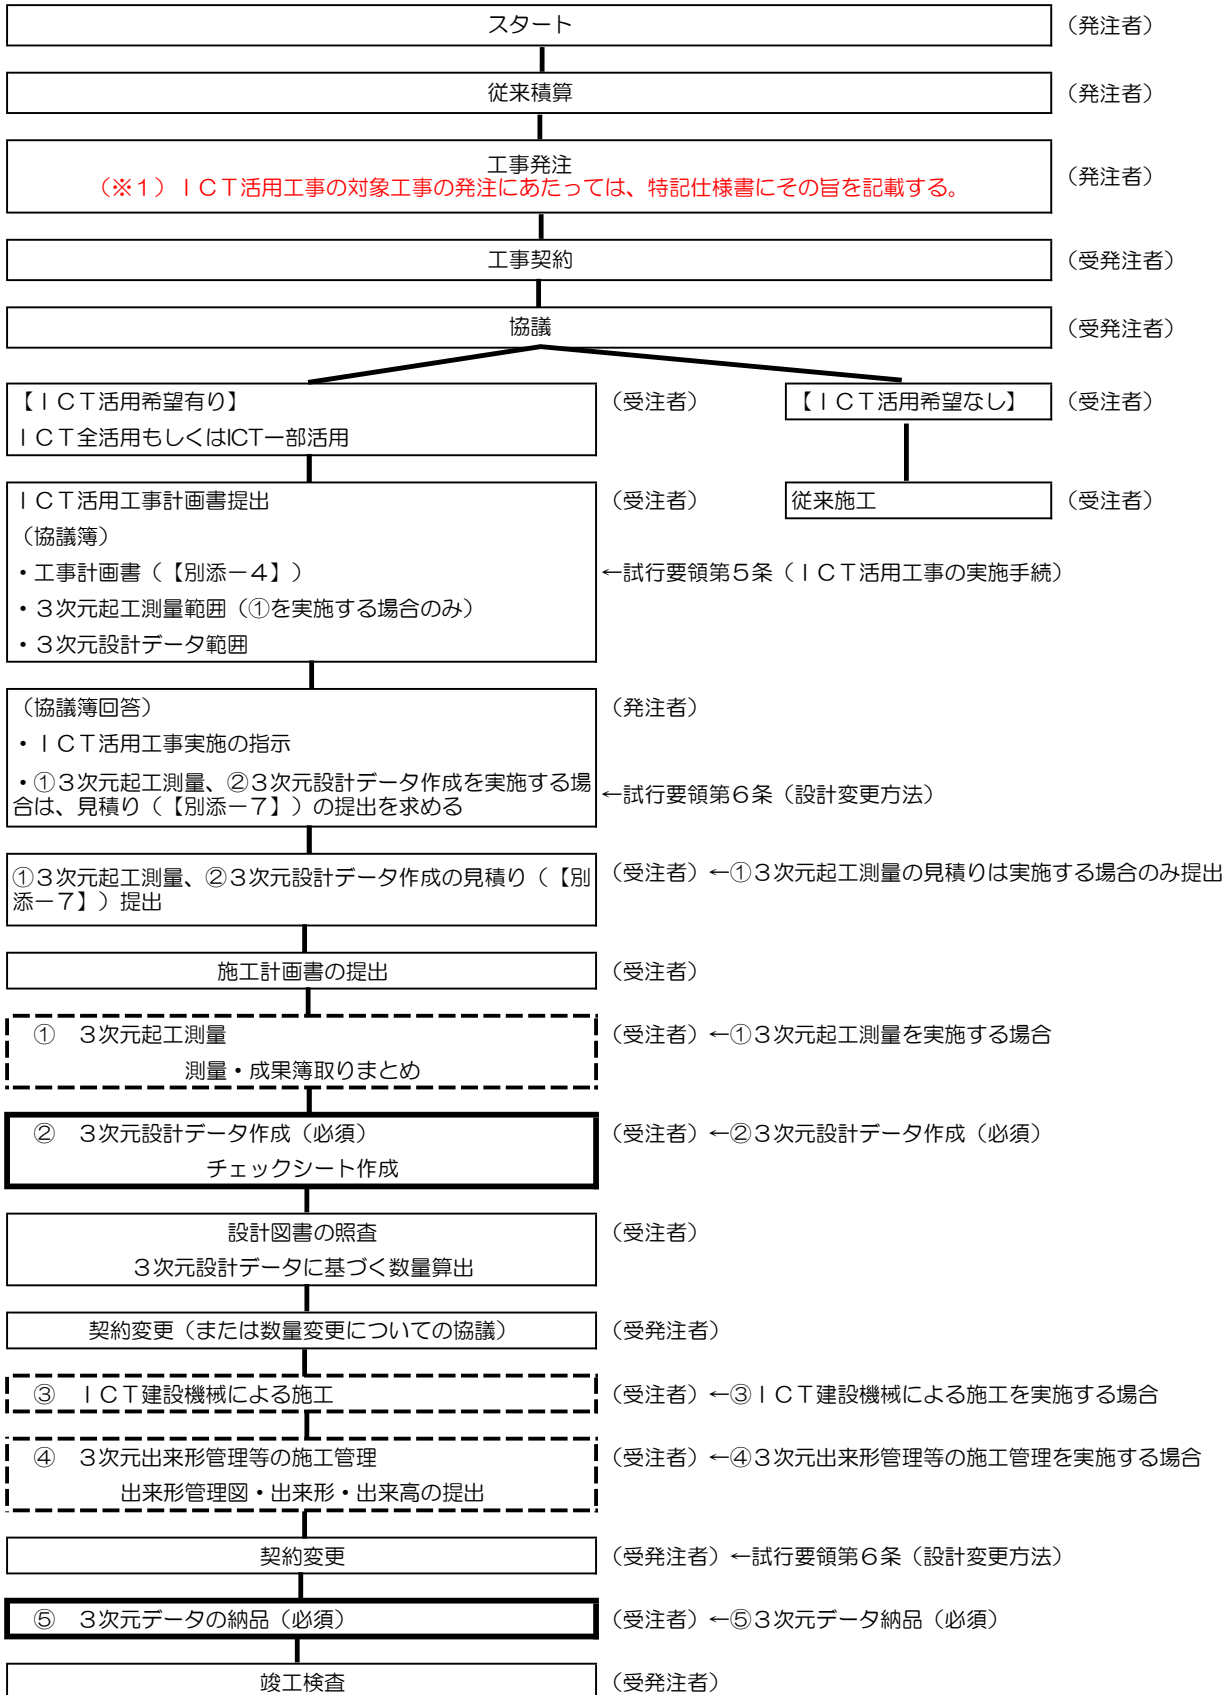 スタート （発注者）
従来積算 （発注者）
工事発注
（※１）ＩＣＴ活用工事の対象工事の発注にあたっては、特記仕様書にその旨を記載する。 （発注者）
工事契約 （受発注者）
協議 （受発注者）
【ＩＣＴ活用希望有り】 （受注者） 【ＩＣＴ活用希望なし】 （受注者）
ＩＣＴ全活用もしくはICT一部活用
ＩＣＴ活用工事計画書提出 （受注者） 従来施工 （受注者）
（協議簿）
・工事計画書（【別添－４】） ←試行要領第５条（ＩＣＴ活用工事の実施手続）
・３次元起工測量範囲（①を実施する場合のみ）
・３次元設計データ範囲
（協議簿回答） （発注者）
・ＩＣＴ活用工事実施の指示
・①３次元起工測量、②３次元設計データ作成を実施する場
合は、見積り（【別添－７】）の提出を求める ←試行要領第６条（設計変更方法）
①３次元起工測量、②３次元設計データ作成の見積り（【別 （受注者）←①３次元起工測量の見積りは実施する場合のみ提出
添－７】）提出
施工計画書の提出 （受注者）
① ３次元起工測量 （受注者）←①３次元起工測量を実施する場合
測量・成果簿取りまとめ
② ３次元設計データ作成（必須） （受注者）←②３次元設計データ作成（必須）
チェックシート作成
設計図書の照査 （受注者）
３次元設計データに基づく数量算出
契約変更（または数量変更についての協議） （受発注者）
③ ＩＣＴ建設機械による施工 （受注者）←③ＩＣＴ建設機械による施工を実施する場合
④ ３次元出来形管理等の施工管理 （受注者）←④３次元出来形管理等の施工管理を実施する場合
出来形管理図・出来形・出来高の提出
契約変更 （受発注者）←試行要領第６条（設計変更方法）
⑤ ３次元データの納品（必須） （受注者）←⑤３次元データ納品（必須）
竣工検査 （受発注者）